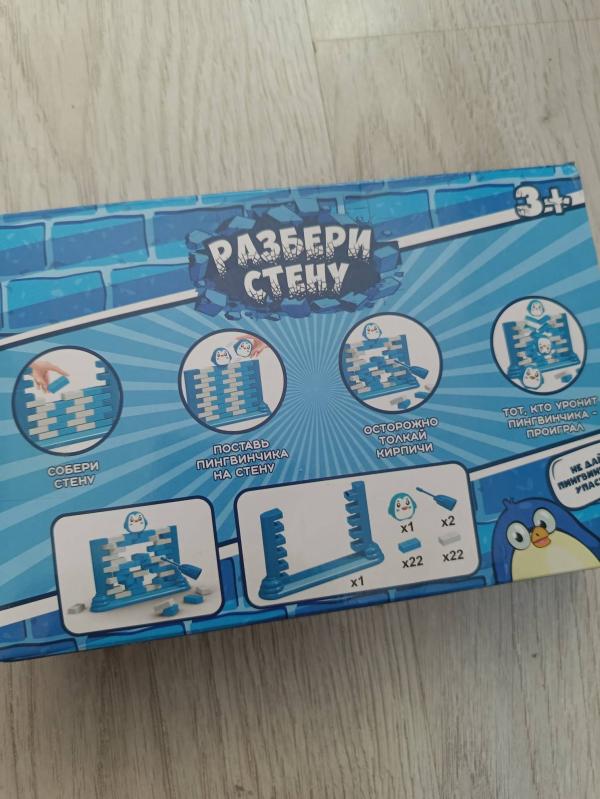 3+
РАЗБЕРИ
СТЕНУ
СОБЕРИ
СТЕНУ
ПОСТАВЬ
ПИНГВИНЧИКА
НА СТЕНУ
ОСТОРОЖНО
ТОЛКАЙ
КИРПИЧИ
ТОТ, КТО УРОНИТ
ПИНГВИНЧИКА -
ПРОИГРАЛ
x1
x1
x2
x22
x22
НЕ